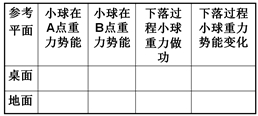 参考平面
小球在A点重力势能
小球在B点重力势能
下落过程小球重力做功
下落过程小球重力势能变化
桌面
地面